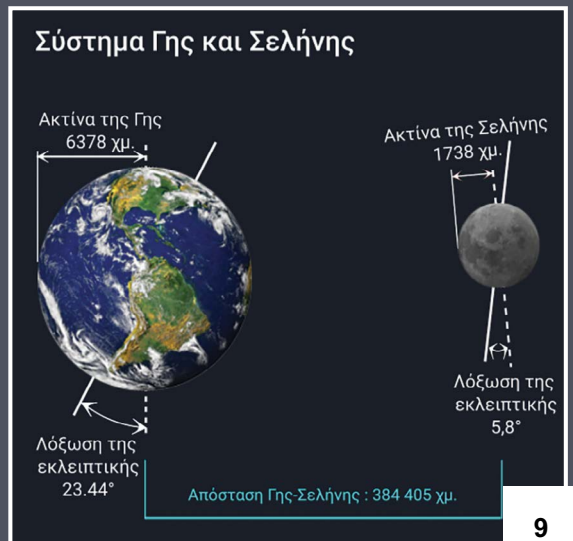 Σύστημα Γης και Σελήνης
Ακτίνα της Γης
6378 χμ.
Ακτίνα της Σελήνης
1738 χμ.
Λόξωση της
εκλειπτικής
23.44°
Λόξωση της
εκλειπτικής
5,8°
Απόσταση Γης-Σελήνης : 384 405 χμ.
9